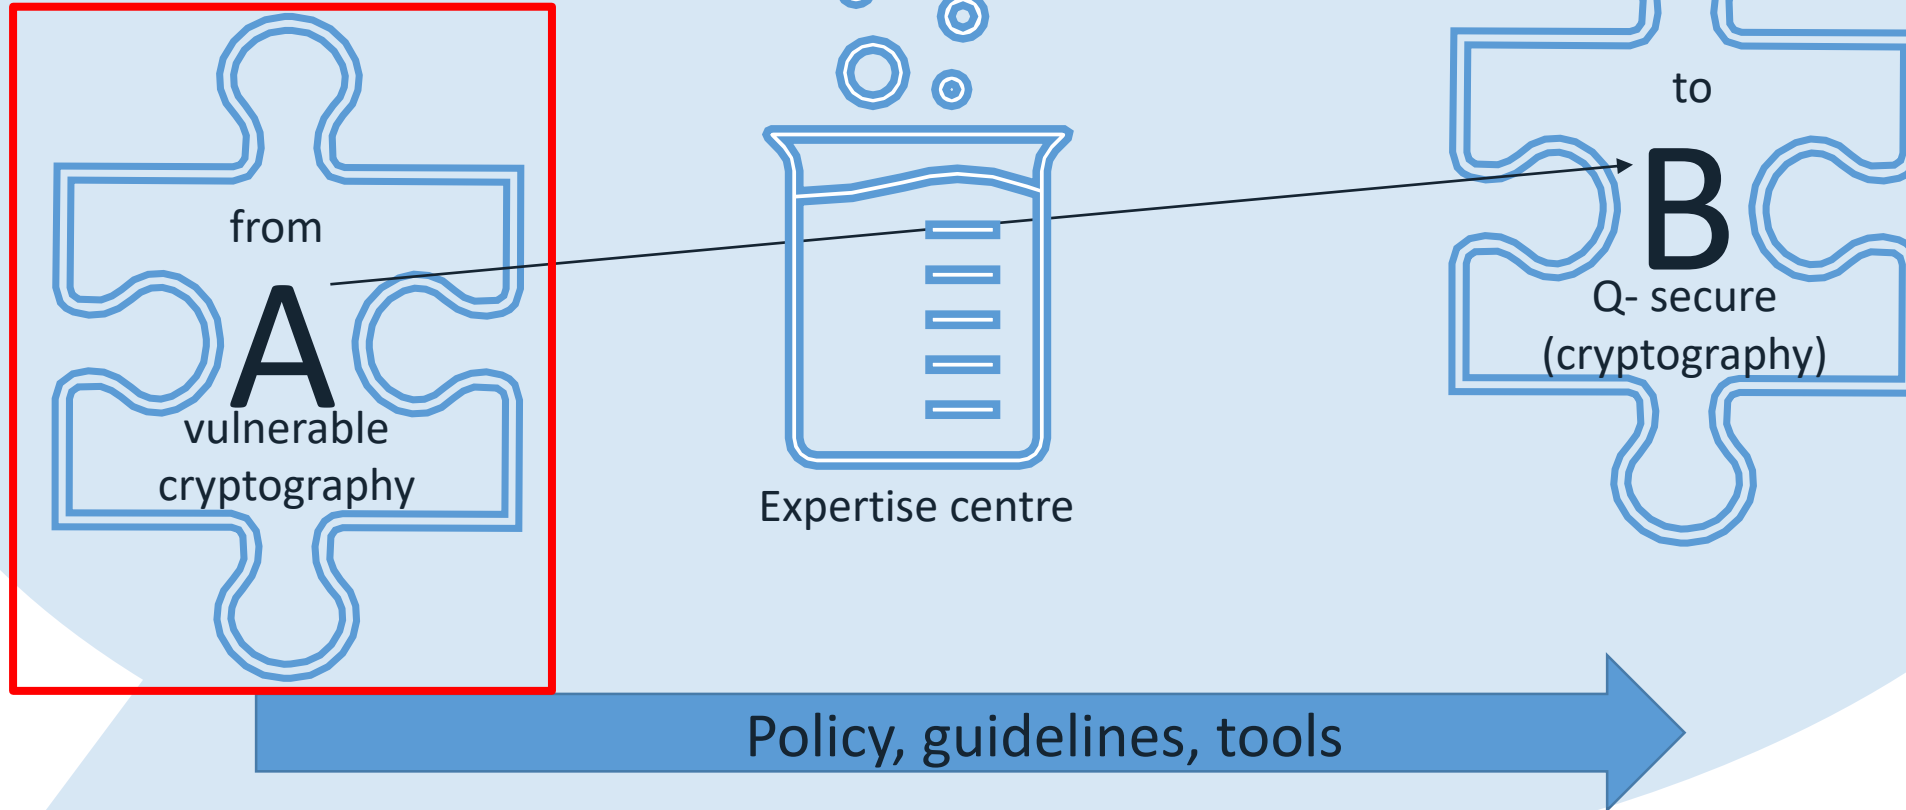 from
A
vulnerable
cryptography
Expertise centre
to
B
Q- secure
(cryptography)
Policy, guidelines, tools